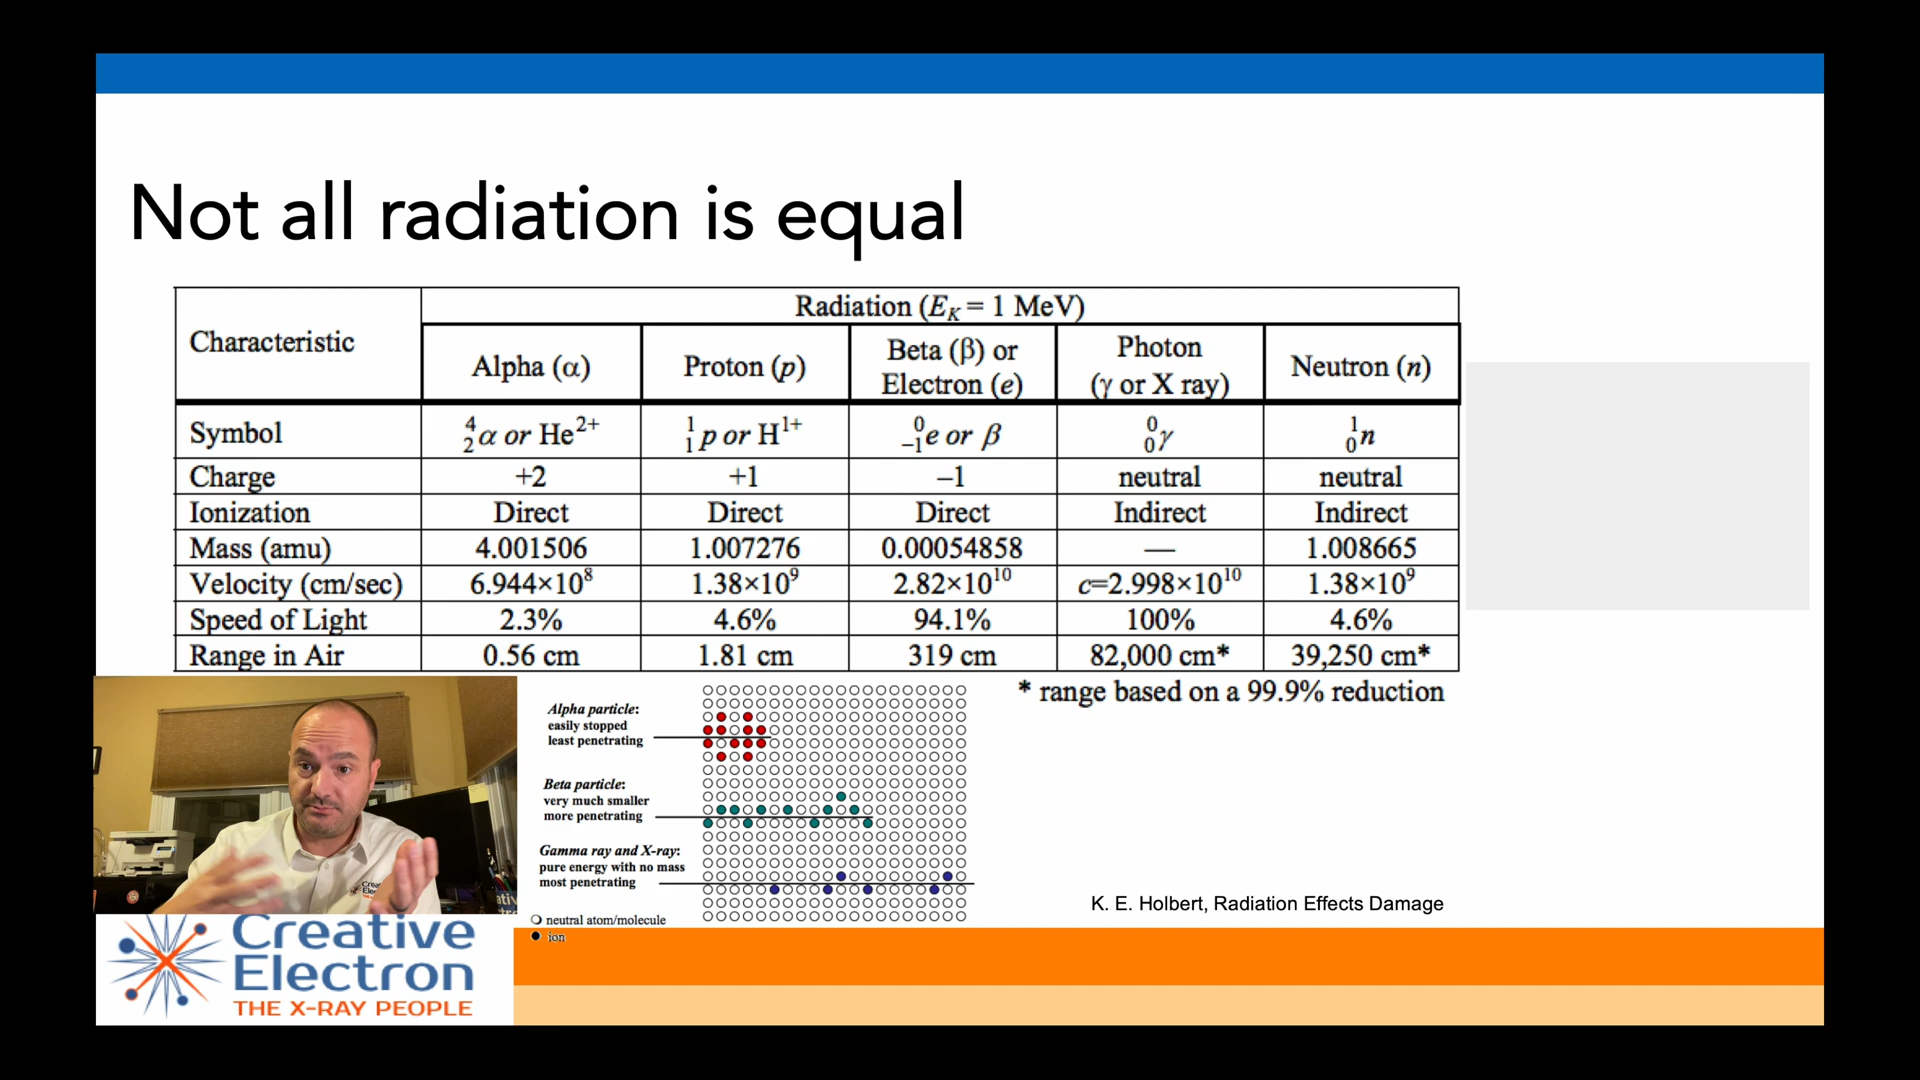 Not all radiation is equal
Characteristic
Radiation (E_K = 1 MeV)
Alpha (α)
Proton (p)
Beta (β) or
Electron (e)
Photon
(γ or X ray)
Neutron (n)
Symbol ⁴₂α or He²⁺ ¹₁p or H¹⁺ ⁰₋₁e or β ⁰₀γ ¹₀n
Charge +2 +1 –1 neutral neutral
Ionization Direct Direct Direct Indirect Indirect
Mass (amu) 4.001506 1.007276 0.00054858 — 1.008665
Velocity (cm/sec) 6.944×10⁸ 1.38×10⁹ 2.82×10¹⁰ c=2.998×10¹⁰ 1.38×10⁹
Speed of Light 2.3% 4.6% 94.1% 100% 4.6%
Range in Air 0.56 cm 1.81 cm 319 cm 82,000 cm* 39,250 cm*
* range based on a 99.9% reduction
Alpha particle:
easily stopped
least penetrating
Beta particle:
very much smaller
more penetrating
Gamma ray and X-ray:
pure energy with no mass
most penetrating
neutral atom/molecule
ion
K. E. Holbert, Radiation Effects Damage
Creative
Electron
THE X-RAY PEOPLE